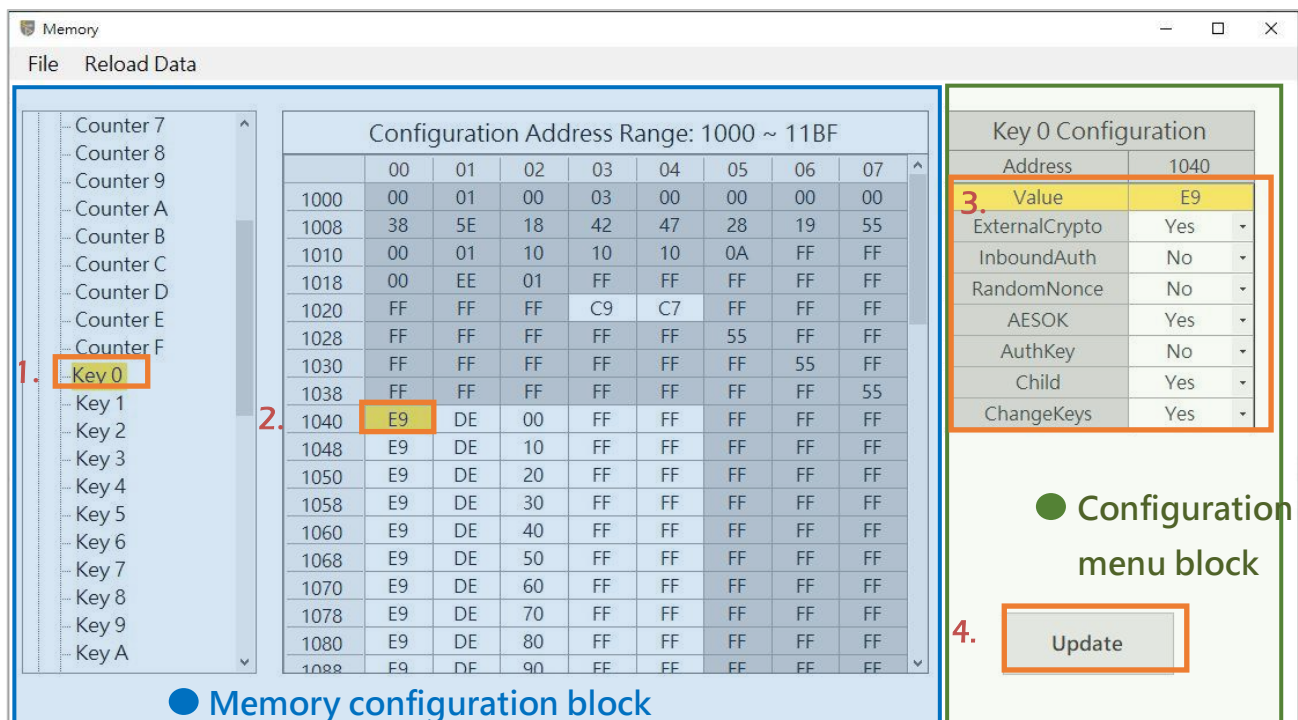 Memory
File Reload Data
Counter 7
Counter 8
Counter 9
Counter A
Counter B
Counter C
Counter D
Counter E
Counter F
1. Key 0
Key 1
Key 2
Key 3
Key 4
Key 5
Key 6
Key 7
Key 8
Key 9
Key A
Configuration Address Range: 1000 ~ 11BF
00 01 02 03 04 05 06 07
1000 00 01 00 03 00 00 00 00
1008 38 5E 18 42 47 28 19 55
1010 00 01 10 10 10 0A FF FF
1018 00 EE 01 FF FF FF FF FF
1020 FF FF FF C9 C7 FF FF FF
1028 FF FF FF FF FF 55 FF FF
1030 FF FF FF FF FF FF 55 FF
1038 FF FF FF FF FF FF FF 55
2. 1040 E9 DE 00 FF FF FF FF FF
1048 E9 DE 10 FF FF FF FF FF
1050 E9 DE 20 FF FF FF FF FF
1058 E9 DE 30 FF FF FF FF FF
1060 E9 DE 40 FF FF FF FF FF
1068 E9 DE 50 FF FF FF FF FF
1070 E9 DE 60 FF FF FF FF FF
1078 E9 DE 70 FF FF FF FF FF
1080 E9 DE 80 FF FF FF FF FF
1088 E9 DE 90 FF FF FF FF FF
Memory configuration block
Key 0 Configuration
Address 1040
3. Value E9
ExternalCrypto Yes
InboundAuth No
RandomNonce No
AESOK Yes
AuthKey No
Child Yes
ChangeKeys Yes
Configuration
menu block
4. Update